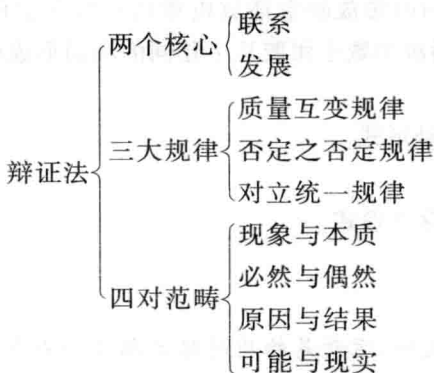 辩证法
两个核心
联系
发展
三大规律
质量互变规律
否定之否定规律
对立统一规律
四对范畴
现象与本质
必然与偶然
原因与结果
可能与现实